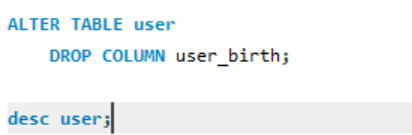 ALTER TABLE user
DROP COLUMN user_birth;
desc user;